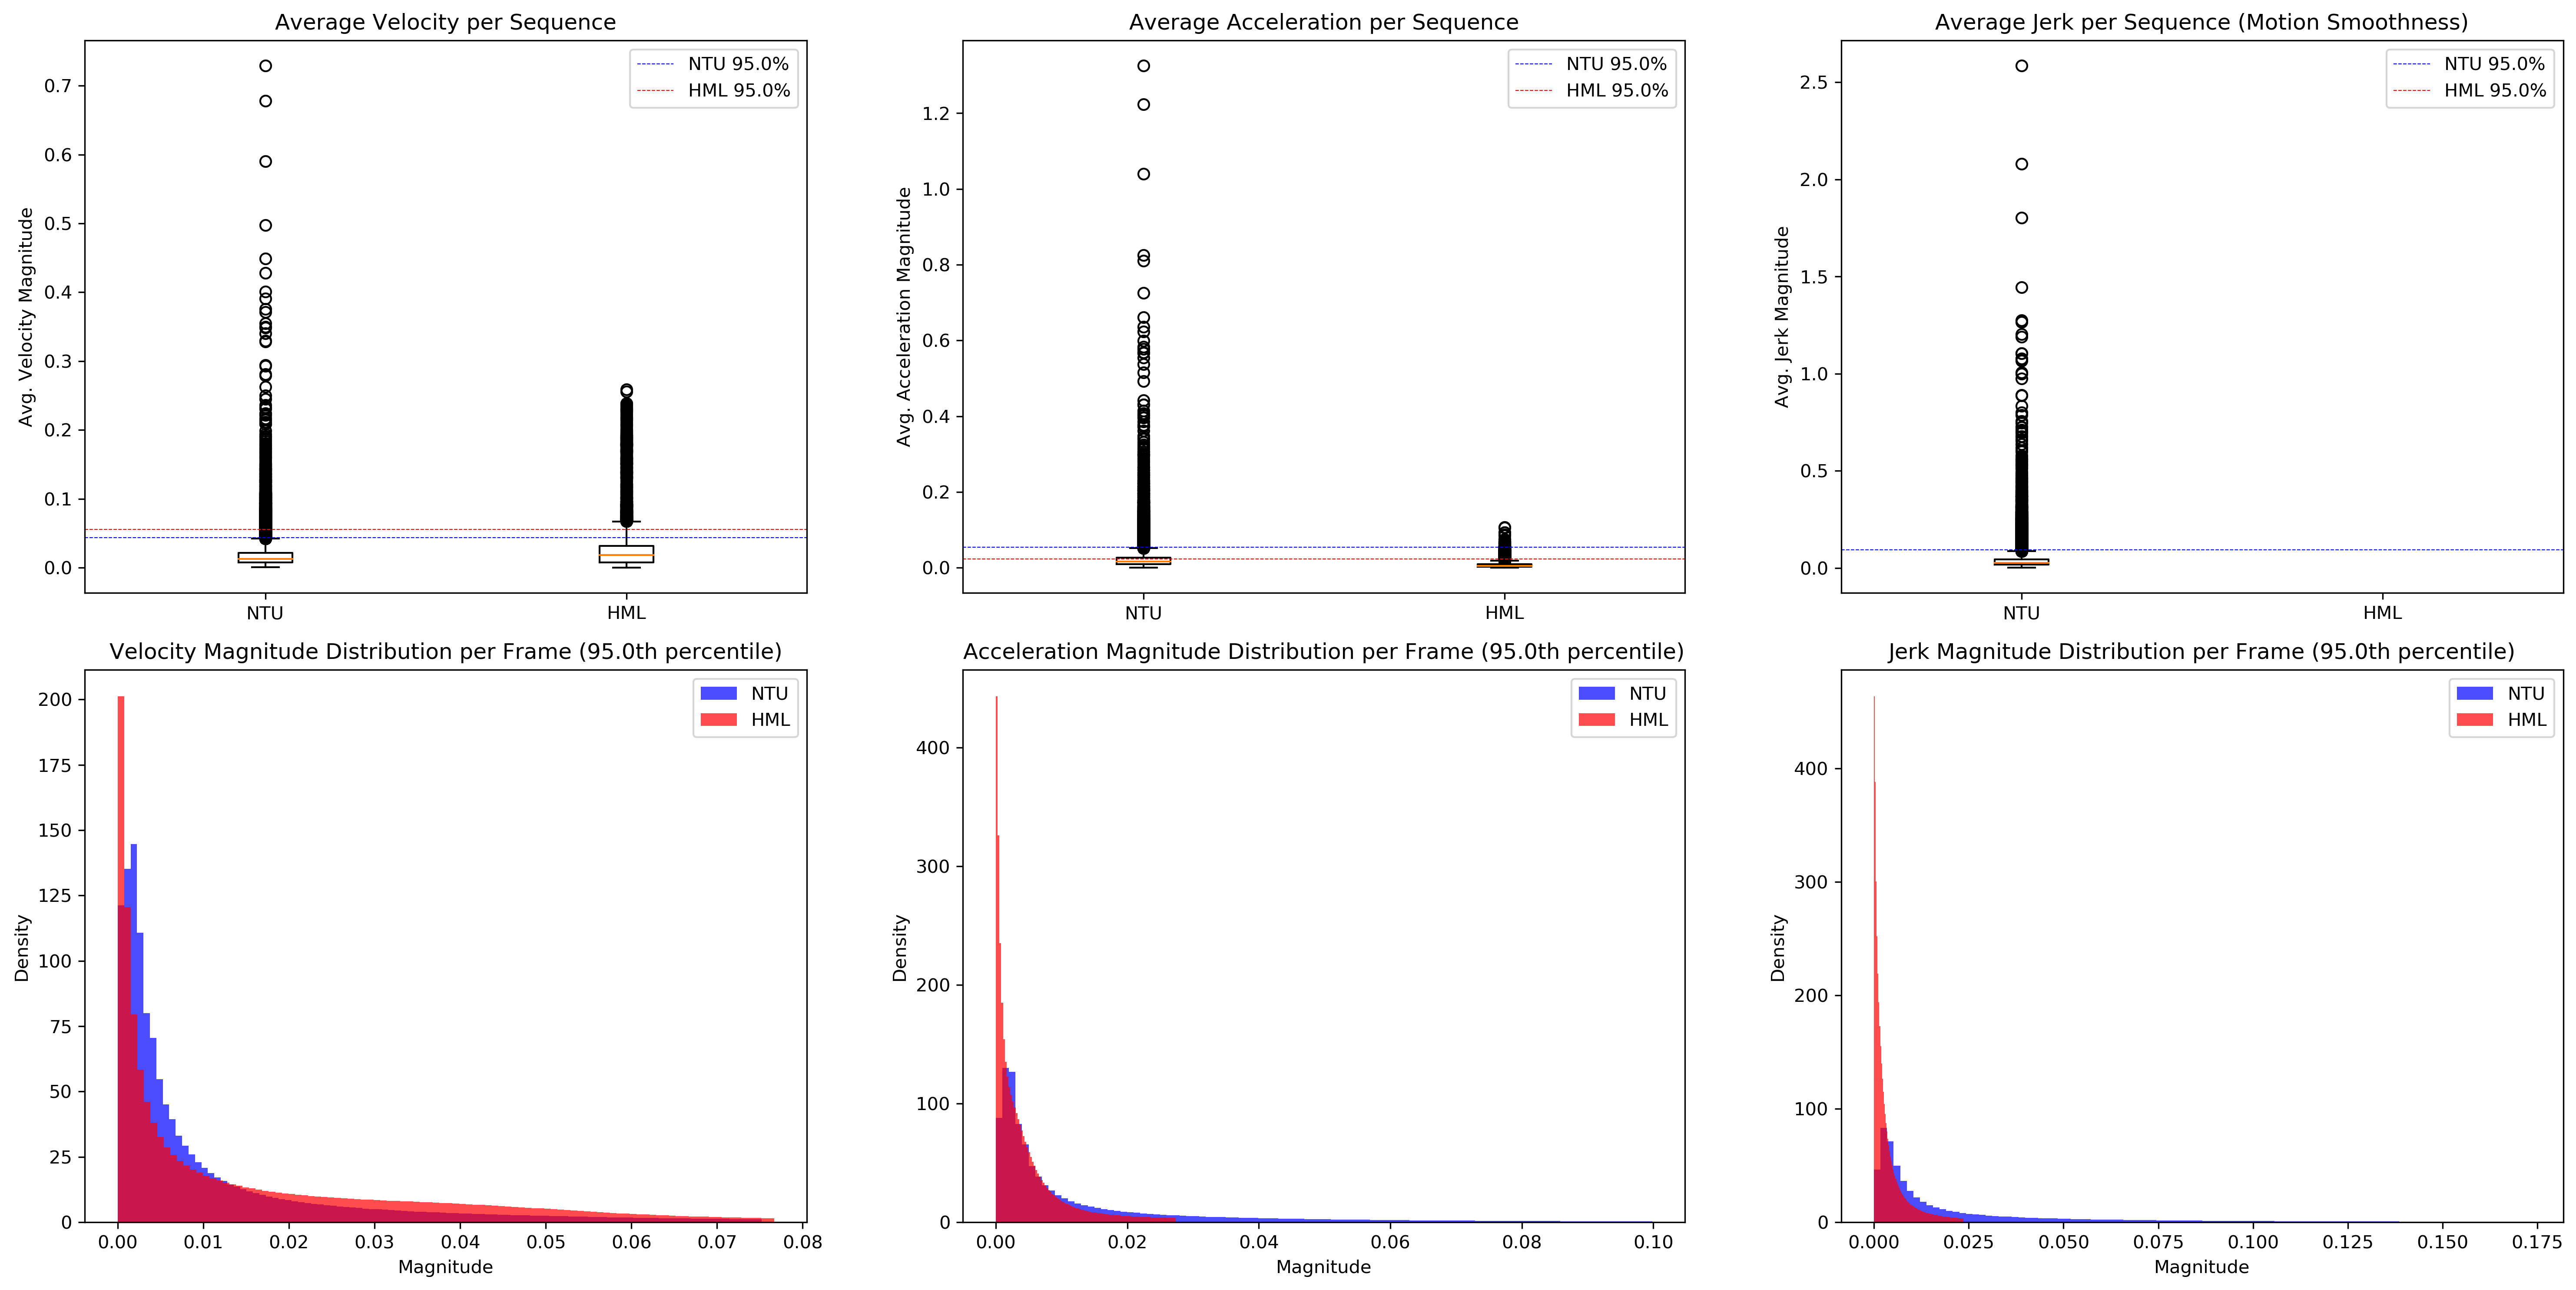 Average Velocity per Sequence
NTU 95.0%
HML 95.0%
Avg. Velocity Magnitude
0.7
0.6
0.5
0.4
0.3
0.2
0.1
0.0
NTU
HML
Average Acceleration per Sequence
NTU 95.0%
HML 95.0%
Avg. Acceleration Magnitude
1.2
1.0
0.8
0.6
0.4
0.2
0.0
NTU
HML
Average Jerk per Sequence (Motion Smoothness)
NTU 95.0%
HML 95.0%
Avg. Jerk Magnitude
2.5
2.0
1.5
1.0
0.5
0.0
NTU
HML
Velocity Magnitude Distribution per Frame (95.0th percentile)
NTU
HML
Density
200
175
150
125
100
75
50
25
0
0.00 0.01 0.02 0.03 0.04 0.05 0.06 0.07 0.08
Magnitude
Acceleration Magnitude Distribution per Frame (95.0th percentile)
NTU
HML
Density
400
300
200
100
0
0.00 0.02 0.04 0.06 0.08 0.10
Magnitude
Jerk Magnitude Distribution per Frame (95.0th percentile)
NTU
HML
Density
400
300
200
100
0
0.000 0.025 0.050 0.075 0.100 0.125 0.150 0.175
Magnitude